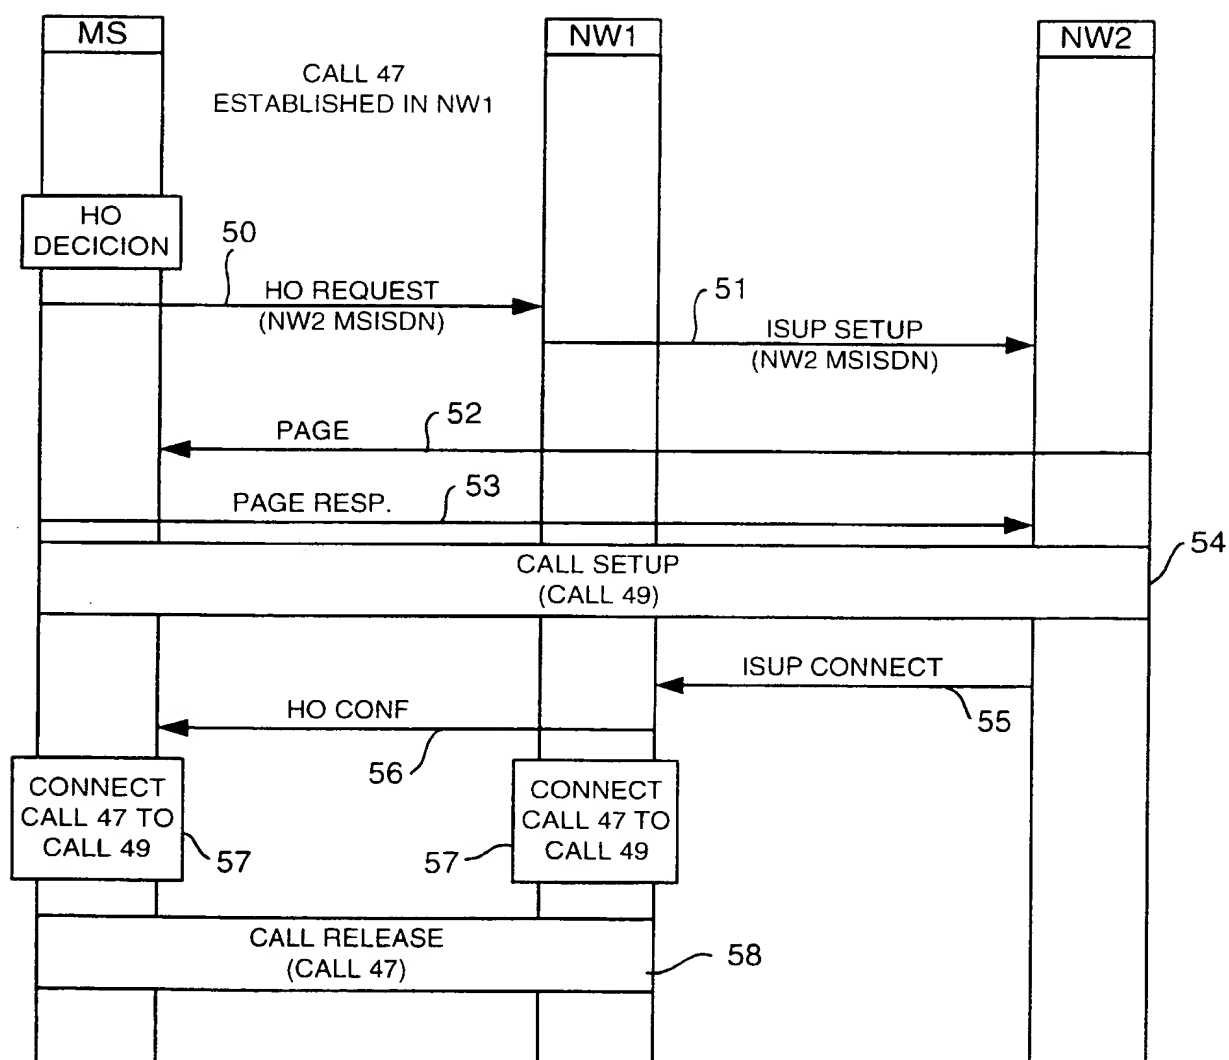 MS
NW1
NW2
CALL 47
ESTABLISHED IN NW1
HO
DECICION
50
HO REQUEST
(NW2 MSISDN)
51
ISUP SETUP
(NW2 MSISDN)
PAGE
52
PAGE RESP.
53
CALL SETUP
(CALL 49)
54
ISUP CONNECT
55
HO CONF
56
CONNECT
CALL 47 TO
CALL 49
57
57
CONNECT
CALL 47 TO
CALL 49
CALL RELEASE
(CALL 47)
58